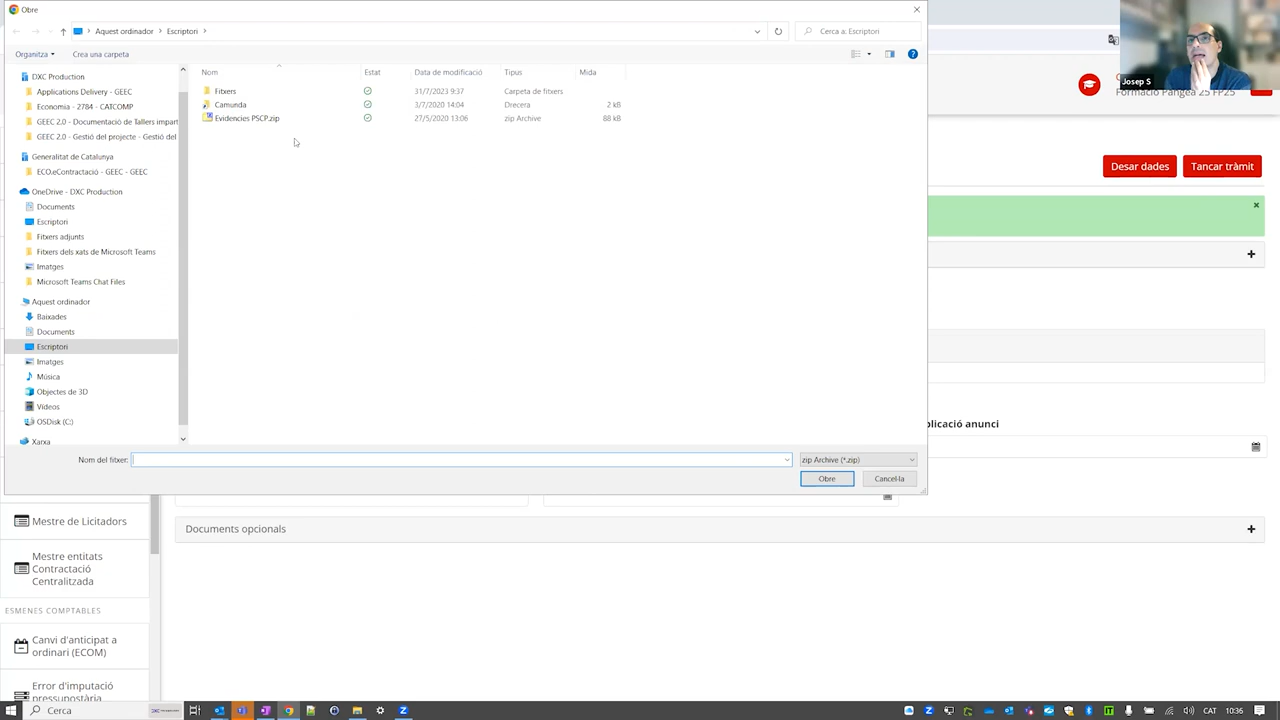 Obre
Aquest ordinador
Escriptori
Cerca a: Escriptori
Organitza
Crea una carpeta
Nom
Estat
Data de modificació
Tipus
Mida
DXC Production
Applications Delivery - GEEC
Economia - 2784 - CATCOMP
GEEC 2.0 - Documentació de Tallers impart
GEEC 2.0 - Gestió del projecte - Gestió del
Generalitat de Catalunya
ECO.eContractació - GEEC - GEEC
OneDrive - DXC Production
Documents
Escriptori
Fitxers adjunts
Fitxers dels xats de Microsoft Teams
Imatges
Microsoft Teams Chat Files
Aquest ordinador
Baixades
Documents
Escriptori
Imatges
Música
Objectes de 3D
Vídeos
OSDisk (C:)
Xarxa
Fitxers
31/7/2023 9:37
Carpeta de fitxers
Camunda
3/7/2020 14:04
Drecera
2 kB
Evidencies PSCP.zip
27/5/2020 13:06
zip Archive
88 kB
Nom del fitxer:
zip Archive (*.zip)
Obre
Cancel·la
Josep S
Formació Pangea 25 FP25
Desar dades
Tancar tràmit
blicació anunci
Documents opcionals
Mestre de Licitadors
Mestre entitats
Contractació
Centralitzada
ESMENES COMPTABLES
Canvi d'anticipat a
ordinari (ECOM)
Error d'imputació
pressupostària
Cerca
CAT
10:36